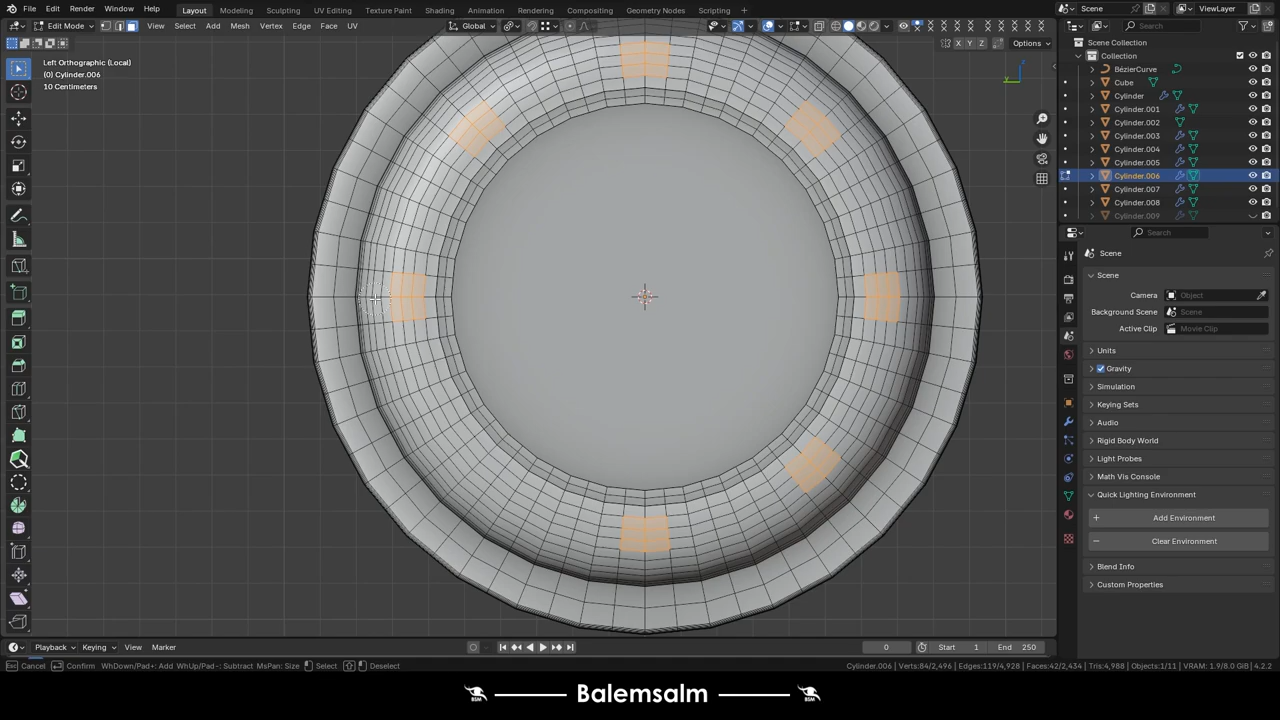 File Edit Render Window Help Layout Modeling Sculpting UV Editing Texture Paint Shading Animation Rendering Compositing Geometry Nodes Scripting Scene ViewLayer
Edit Mode View Select Add Mesh Vertex Edge Face UV Global Search
X Y Z Options
Left Orthographic (Local)
(0) Cylinder.006
10 Centimeters
Scene Collection
Collection
BézierCurve
Cube
Cylinder
Cylinder.001
Cylinder.002
Cylinder.003
Cylinder.004
Cylinder.005
Cylinder.006
Cylinder.007
Cylinder.008
Cylinder.009
Search
Scene
Scene
Camera Object
Background Scene Scene
Active Clip Movie Clip
Units
Gravity
Simulation
Keying Sets
Audio
Rigid Body World
Light Probes
Math Vis Console
Quick Lighting Environment
Add Environment
Clear Environment
Blend Info
Custom Properties
Playback Keying View Marker 0 Start 1 End 250
Esc Cancel Confirm WhDown/Pad+: Add WhUp/Pad-: Subtract MsPan: Size Select Deselect Cylinder.006 | Verts:84/2,496 | Edges:119/4,928 | Faces:42/2,434 | Tris:4,988 | Objects:1/11 | VRAM: 1.9/8.0 GiB | 4.2.2
BSM Balemsalm BSM